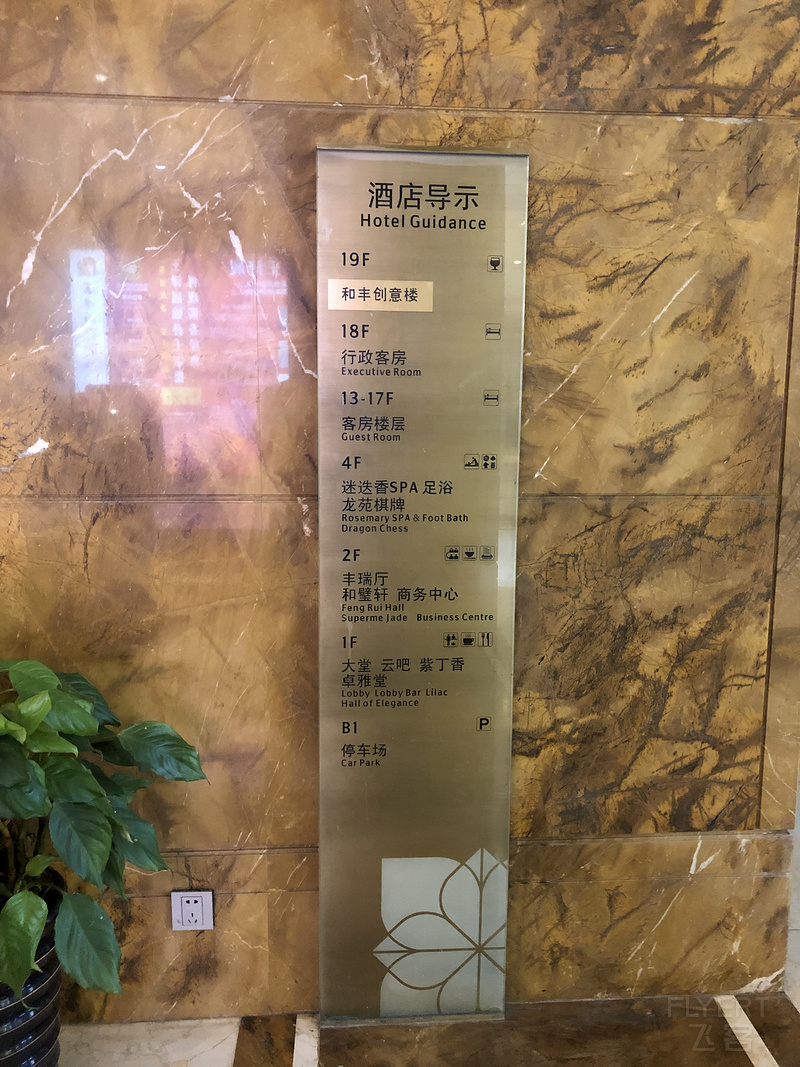 酒店导示
Hotel Guidance
19F
和丰创意楼
18F
行政客房
Executive Room
13-17F
客房楼层
Guest Room
4F
迷迭香SPA 足浴
龙苑棋牌
Rosemary SPA & Foot Bath
Dragon Chess
2F
丰瑞厅
和璧轩 商务中心
Feng Rui Hall
Superme Jade Business Centre
1F
大堂 云吧 紫丁香
卓雅堂
Lobby Lobby Bar Lilac
Hall of Elegance
B1
P
停车场
Car Park
FLYERT
飞客